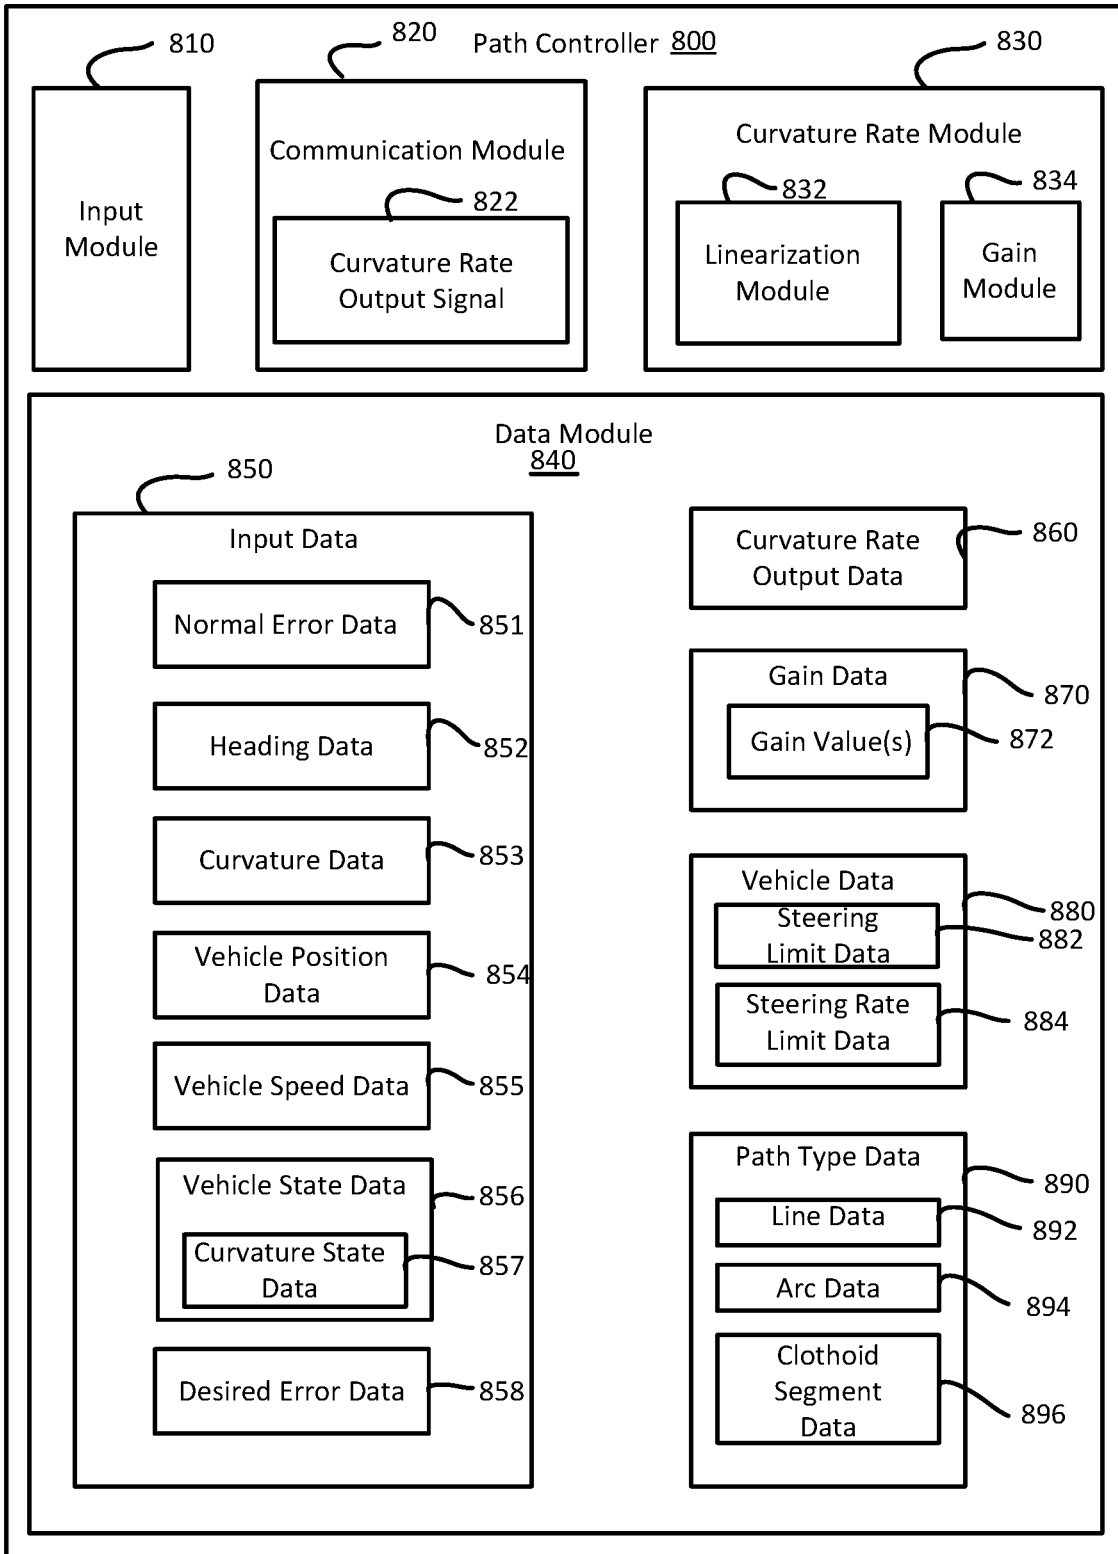 Path Controller 800
810
820
830
Input
Module
Communication Module
822
Curvature Rate
Output Signal
Curvature Rate Module
832
834
Linearization
Module
Gain
Module
Data Module
840
850
Input Data
Normal Error Data
851
Heading Data
852
Curvature Data
853
Vehicle Position
Data
854
Vehicle Speed Data
855
Vehicle State Data
856
Curvature State
Data
857
Desired Error Data
858
Curvature Rate
Output Data
860
Gain Data
870
Gain Value(s)
872
Vehicle Data
880
Steering
Limit Data
882
Steering Rate
Limit Data
884
Path Type Data
890
Line Data
892
Arc Data
894
Clothoid
Segment
Data
896